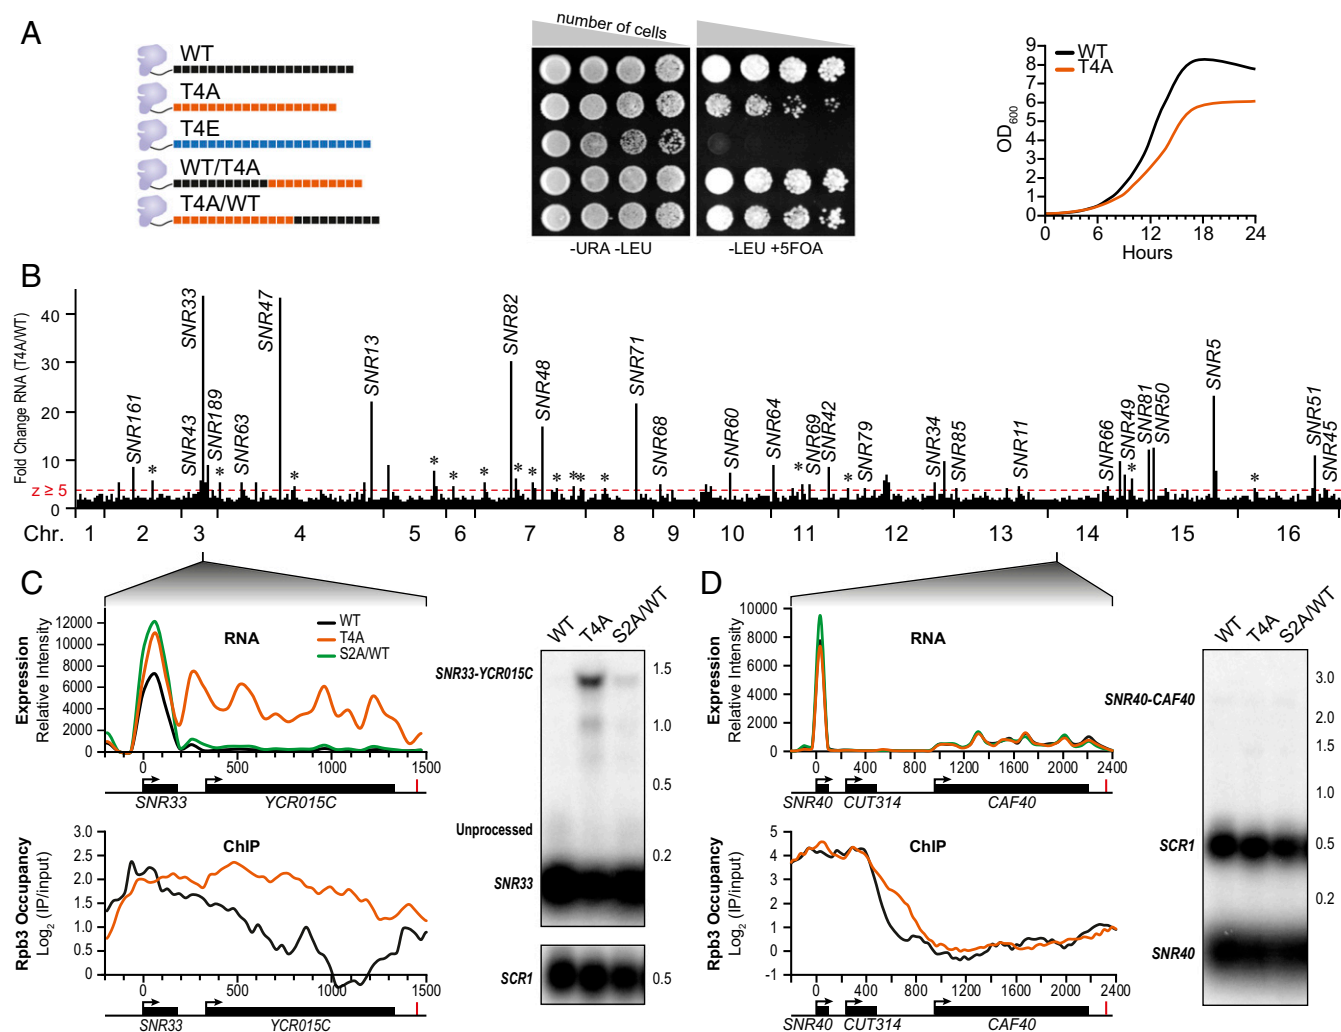 A
WT
T4A
T4E
WT/T4A
T4A/WT
number of cells
-URA -LEU
-LEU +5FOA
9
8
7
6
5
4
3
2
1
0
OD600
WT
T4A
0 6 12 18 24
Hours
B
Fold Change RNA (T4A/WT)
40
30
20
10
z ≥ 5
0
SNR161
*
SNR43
SNR33
SNR189
*
SNR63
SNR47
*
SNR13
*
*
*
SNR82
*
*
SNR48
*
*
*
*
SNR71
SNR68
SNR60
SNR64
*
SNR69
SNR42
*
SNR79
SNR34
SNR85
SNR11
SNR66
SNR49
*
SNR81
SNR50
SNR5
*
SNR51
SNR45
Chr. 1 2 3 4 5 6 7 8 9 10 11 12 13 14 15 16
C
Expression
Relative Intensity
12000
10000
8000
6000
4000
2000
0
RNA
WT
T4A
S2A/WT
0 500 1000 1500
SNR33 YCR015C
Rpb3 Occupancy
Log2 (IP/input)
3.0
2.5
2.0
1.5
1.0
0.5
0
ChIP
0 500 1000 1500
SNR33 YCR015C
WT T4A S2A/WT
SNR33-YCR015C
1.5
1.0
0.5
Unprocessed
0.2
SNR33
SCR1
0.5
D
Expression
Relative Intensity
10000
8000
6000
4000
2000
0
RNA
0 400 800 1200 1600 2000 2400
SNR40 CUT314 CAF40
Rpb3 Occupancy
Log2 (IP/input)
5
4
3
2
1
0
-1
ChIP
0 400 800 1200 1600 2000 2400
SNR40 CUT314 CAF40
WT T4A S2A/WT
3.0
SNR40-CAF40
2.0
1.5
1.0
SCR1
0.5
0.2
SNR40